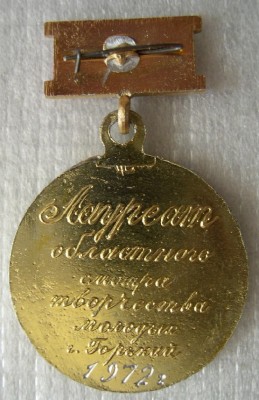 Лауреат
областного
смотра
творчества
молодых
г. Горький
1972 г.